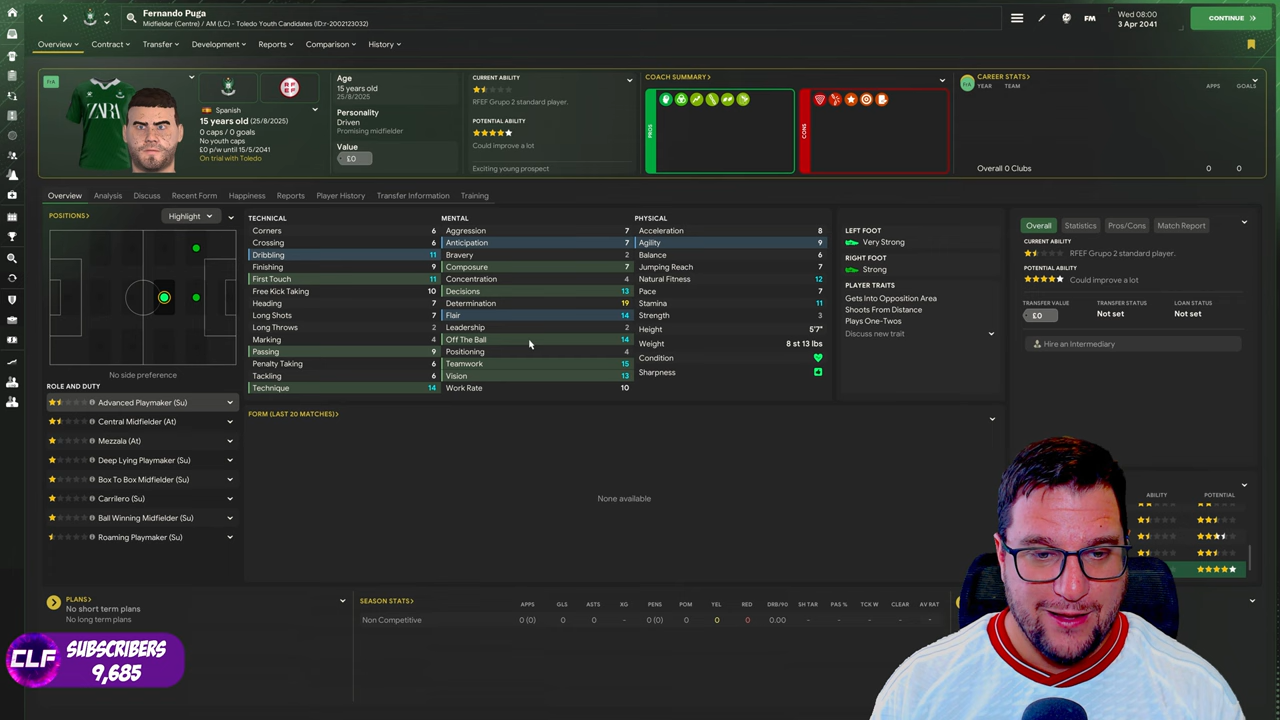 Fernando Puga
Midfielder (Centre) / AM (LC) - Toledo Youth Candidates (ID:r-2002123032)
FM
Wed 08:00
3 Apr 2041
CONTINUE
Overview
Contract
Transfer
Development
Reports
Comparison
History
FrA
ZARA
Spanish
15 years old (25/8/2025)
0 caps / 0 goals
No youth caps
£0 p/w until 15/5/2041
On trial with Toledo
Age
15 years old
25/8/2025
Personality
Driven
Promising midfielder
Value
£0
CURRENT ABILITY
RFEF Grupo 2 standard player.
POTENTIAL ABILITY
Could improve a lot
Exciting young prospect
COACH SUMMARY>
PROS
CONS
FrA
CAREER STATS>
YEAR TEAM APPS GOALS
Overall 0 Clubs 0 0
Overview
Analysis
Discuss
Recent Form
Happiness
Reports
Player History
Transfer Information
Training
POSITIONS>
Highlight
No side preference
ROLE AND DUTY
Advanced Playmaker (Su)
Central Midfielder (At)
Mezzala (At)
Deep Lying Playmaker (Su)
Box To Box Midfielder (Su)
Carrilero (Su)
Ball Winning Midfielder (Su)
Roaming Playmaker (Su)
TECHNICAL
Corners 6
Crossing 6
Dribbling 11
Finishing 9
First Touch 11
Free Kick Taking 10
Heading 7
Long Shots 7
Long Throws 2
Marking 4
Passing 9
Penalty Taking 6
Tackling 6
Technique 14
MENTAL
Aggression 7
Anticipation 7
Bravery 2
Composure 7
Concentration 4
Decisions 13
Determination 19
Flair 14
Leadership 2
Off The Ball 14
Positioning 4
Teamwork 15
Vision 13
Work Rate 10
PHYSICAL
Acceleration 8
Agility 9
Balance 6
Jumping Reach 7
Natural Fitness 12
Pace 7
Stamina 11
Strength 3
Height 5'7"
Weight 8 st 13 lbs
Condition
Sharpness
LEFT FOOT
Very Strong
RIGHT FOOT
Strong
PLAYER TRAITS
Gets Into Opposition Area
Shoots From Distance
Plays One-Twos
Discuss new trait
Overall
Statistics
Pros/Cons
Match Report
CURRENT ABILITY
RFEF Grupo 2 standard player.
POTENTIAL ABILITY
Could improve a lot
TRANSFER VALUE TRANSFER STATUS LOAN STATUS
£0 Not set Not set
Hire an Intermediary
FORM (LAST 20 MATCHES)>
None available
ABILITY POTENTIAL
PLANS>
No short term plans
No long term plans
SEASON STATS> APPS GLS ASTS XG PENS POM YEL RED DRB/90 SH TAR PAS % TCK W CLEAR AV RAT
Non Competitive 0 (0) 0 0 - 0 (0) 0 0 0 0.00 - - - - -
CLF
SUBSCRIBERS
9,685